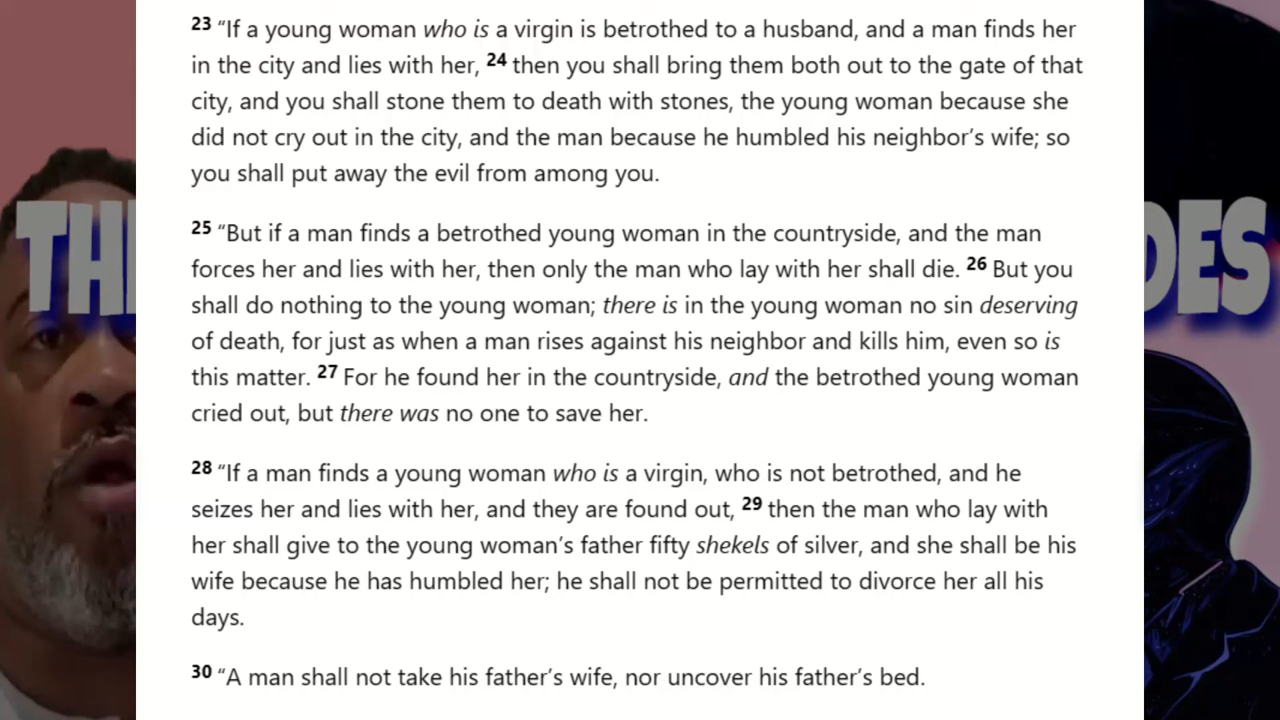 23 “If a young woman who is a virgin is betrothed to a husband, and a man finds her
in the city and lies with her, 24 then you shall bring them both out to the gate of that
city, and you shall stone them to death with stones, the young woman because she
did not cry out in the city, and the man because he humbled his neighbor’s wife; so
you shall put away the evil from among you.
25 “But if a man finds a betrothed young woman in the countryside, and the man
forces her and lies with her, then only the man who lay with her shall die. 26 But you
shall do nothing to the young woman; there is in the young woman no sin deserving
of death, for just as when a man rises against his neighbor and kills him, even so is
this matter. 27 For he found her in the countryside, and the betrothed young woman
cried out, but there was no one to save her.
28 “If a man finds a young woman who is a virgin, who is not betrothed, and he
seizes her and lies with her, and they are found out, 29 then the man who lay with
her shall give to the young woman’s father fifty shekels of silver, and she shall be his
wife because he has humbled her; he shall not be permitted to divorce her all his
days.
30 “A man shall not take his father’s wife, nor uncover his father’s bed.